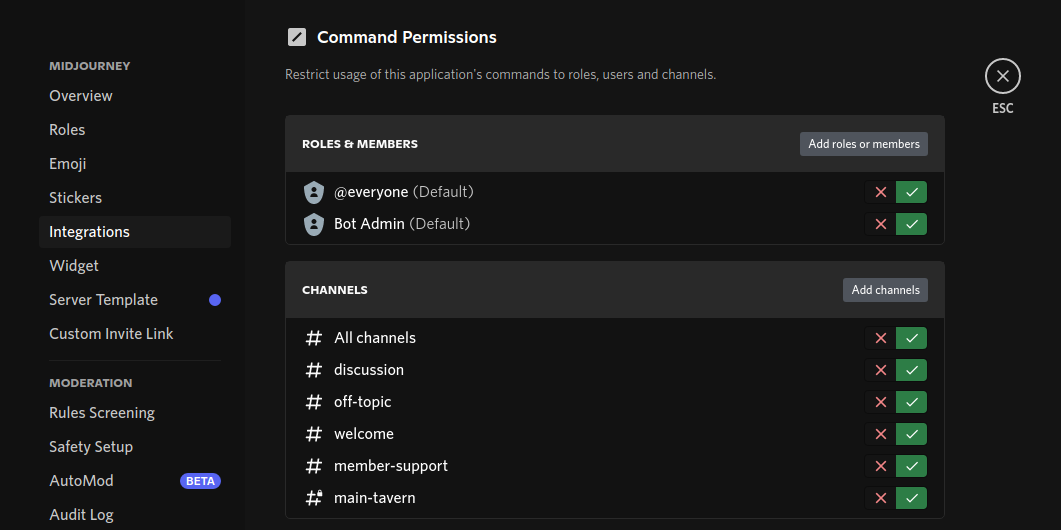 MIDJOURNEY
Overview
Roles
Emoji
Stickers
Integrations
Widget
Server Template
Custom Invite Link
MODERATION
Rules Screening
Safety Setup
AutoMod BETA
Audit Log
Command Permissions
Restrict usage of this application's commands to roles, users and channels.
ROLES & MEMBERS Add roles or members
@everyone (Default)
Bot Admin (Default)
CHANNELS Add channels
All channels
discussion
off-topic
welcome
member-support
main-tavern
ESC